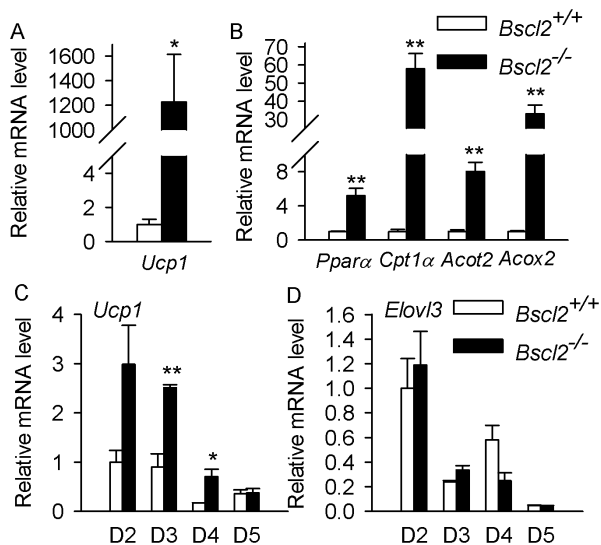 A
Relative mRNA level
1600
1400
1200
1000
4
2
0
*
Ucp1
B
Relative mRNA level
70
60
50
40
30
20
8
4
0
**
**
**
**
Pparα Cpt1α Acot2 Acox2
Bscl2+/+
Bscl2-/-
C
Ucp1
Relative mRNA level
4
3
2
1
0
**
*
D2 D3 D4 D5
D
Elovl3
Relative mRNA level
1.6
1.4
1.2
1.0
0.8
0.6
0.4
0.2
0.0
D2 D3 D4 D5
Bscl2+/+
Bscl2-/-